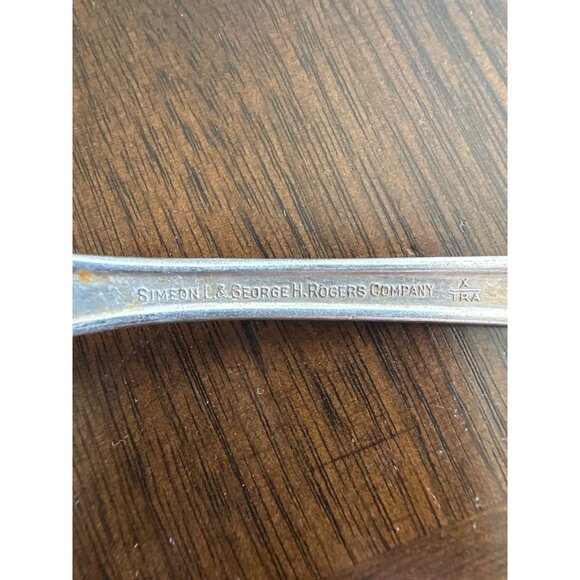 SIMEON L. & GEORGE H. ROGERS COMPANY X
TRA